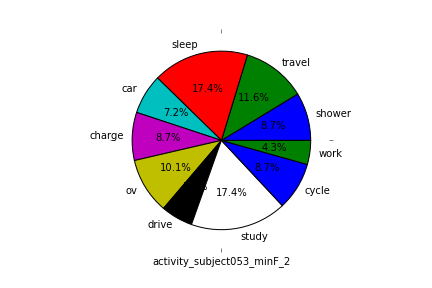 sleep
travel
car
17.4%
11.6%
shower
7.2%
8.7%
charge
8.7%
4.3%
work
10.1%
8.7%
ov
%
17.4%
cycle
drive
study
activity_subject053_minF_2